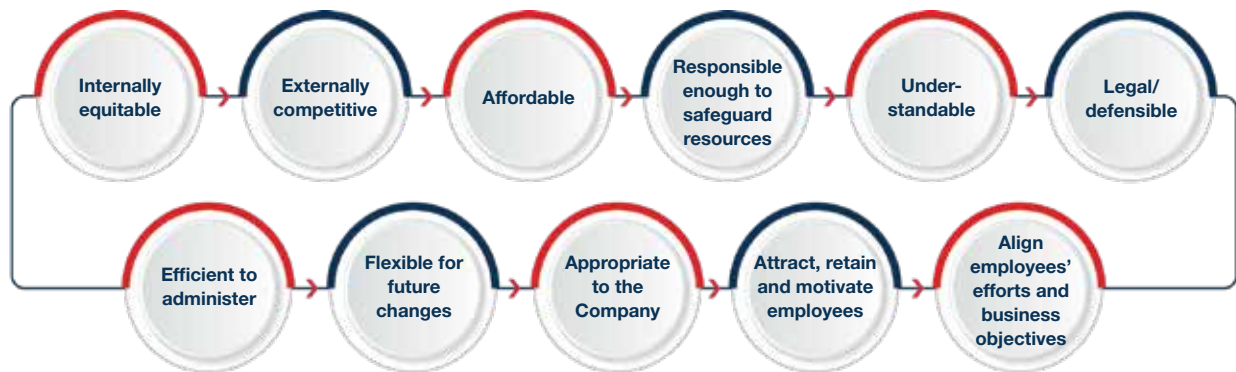 Internally
equitable
Externally
competitive
Affordable
Responsible
enough to
safeguard
resources
Under-
standable
Legal/
defensible
Efficient to
administer
Flexible for
future
changes
Appropriate
to the
Company
Attract, retain
and motivate
employees
Align
employees’
efforts and
business
objectives